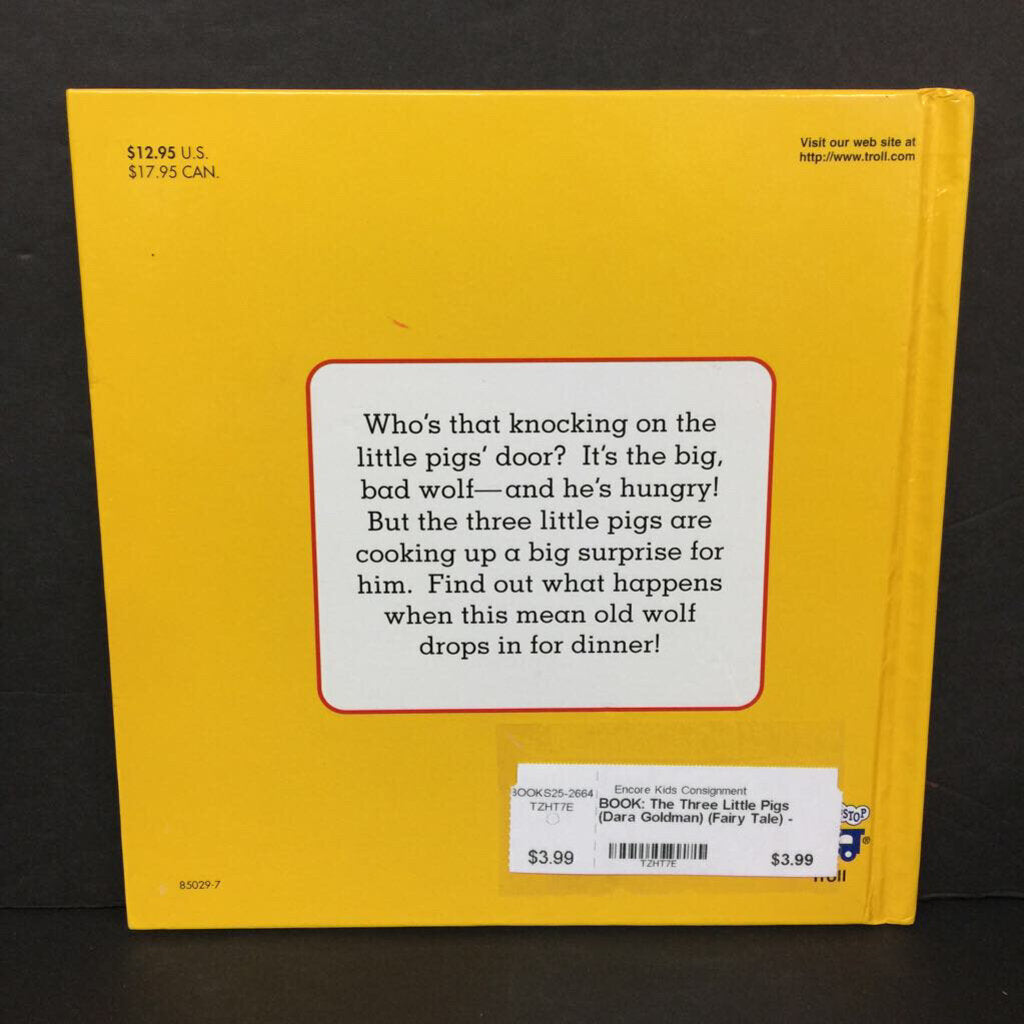 $12.95 U.S.
$17.95 CAN.
Visit our web site at
http://www.troll.com
Who's that knocking on the
little pigs' door? It's the big,
bad wolf—and he's hungry!
But the three little pigs are
cooking up a big surprise for
him. Find out what happens
when this mean old wolf
drops in for dinner!
BOOKS25-2664
TZHT7E
$3.99
Encore Kids Consignment
BOOK: The Three Little Pigs
(Dara Goldman) (Fairy Tale) -
TZHT7E
$3.99
STOP
Troll
85029-7